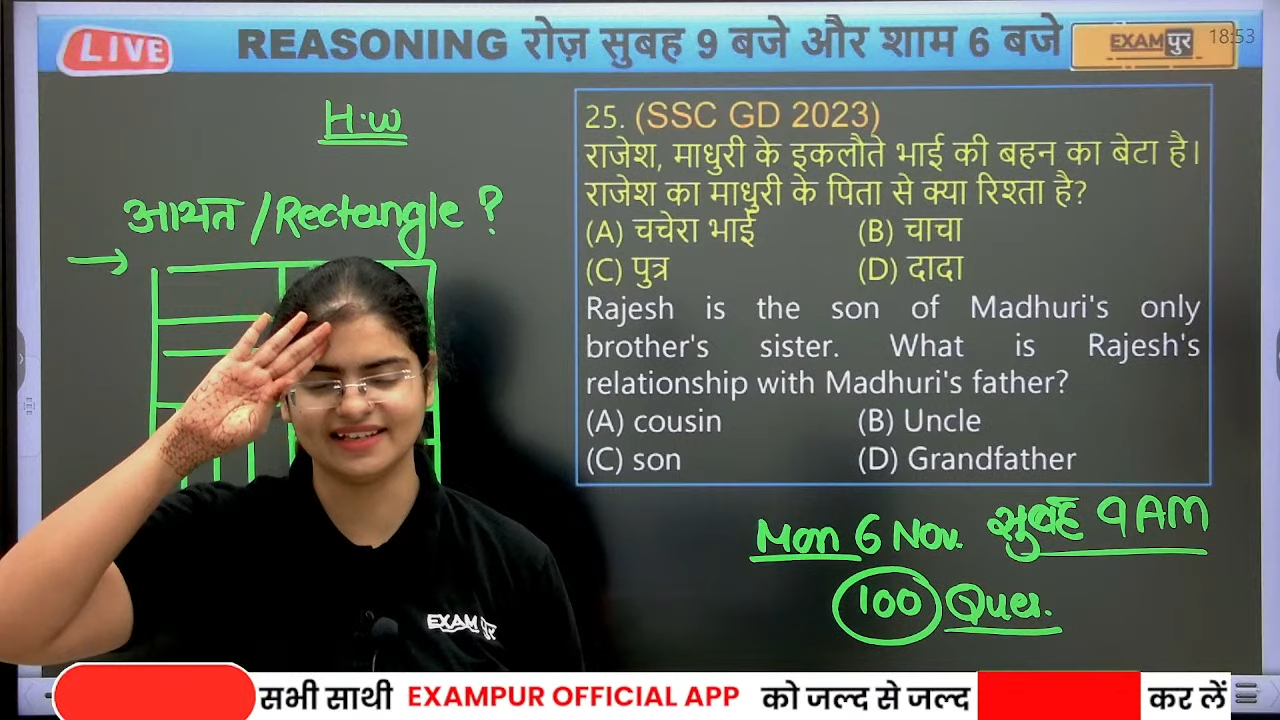 LIVE
REASONING रोज़ सुबह 9 बजे और शाम 6 बजे
EXAMपुर
18:53
H.W
आयत /Rectangle ?
25. (SSC GD 2023)
राजेश, माधुरी के इकलौते भाई की बहन का बेटा है।
राजेश का माधुरी के पिता से क्या रिश्ता है?
(A) चचेरा भाई (B) चाचा
(C) पुत्र (D) दादा
Rajesh is the son of Madhuri's only
brother's sister. What is Rajesh's
relationship with Madhuri's father?
(A) cousin (B) Uncle
(C) son (D) Grandfather
Mon 6 Nov. सुबह 9 AM
100 Ques.
EXAMपुर
सभी साथी EXAMPUR OFFICIAL APP को जल्द से जल्द कर लें